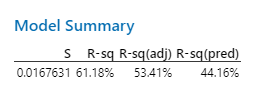 Model Summary
S R-sq R-sq(adj) R-sq(pred)
0.0167631 61.18% 53.41% 44.16%